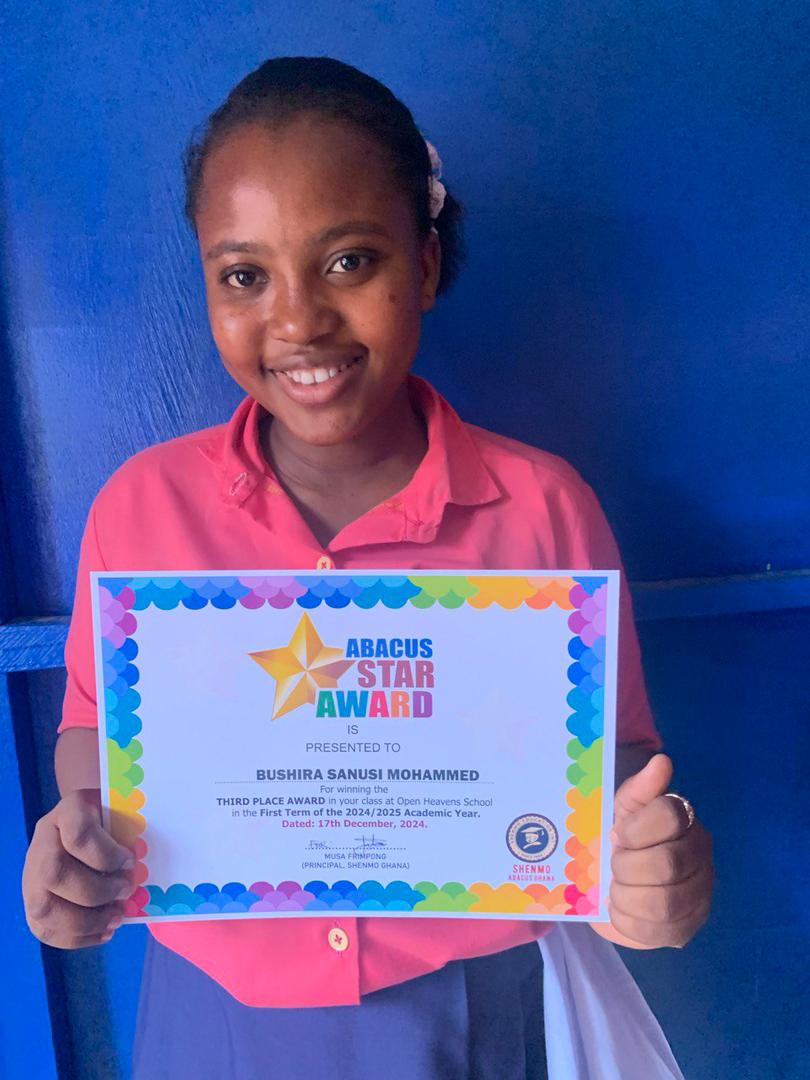 ABACUS
STAR
AWARD
IS
PRESENTED TO
BUSHIRA SANUSI MOHAMMED
For winning the
THIRD PLACE AWARD in your class at Open Heavens School
in the First Term of the 2024/2025 Academic Year.
Dated: 17th December, 2024.
For:
MUSA FRIMPONG
(PRINCIPAL, SHENMO GHANA)
SHENMO
ABACUS GHANA